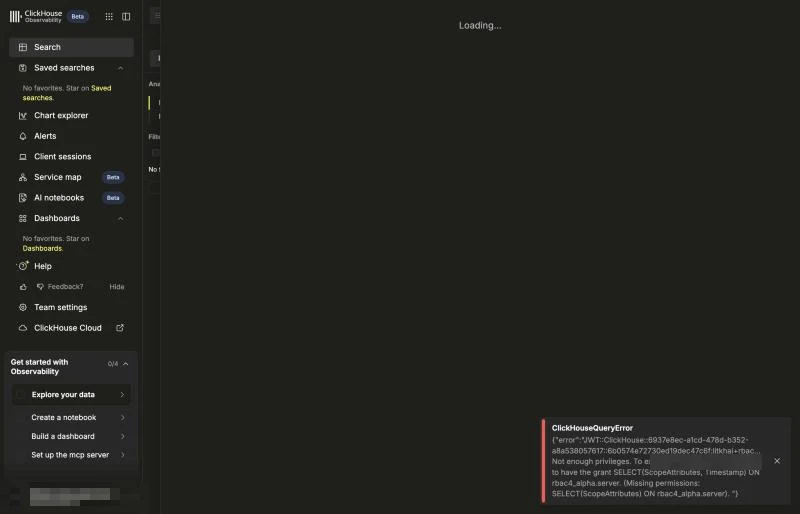 ClickHouse
Observability
Beta
Search
Saved searches
No favorites. Star on Saved
searches.
Chart explorer
Alerts
Client sessions
Service map
Beta
AI notebooks
Beta
Dashboards
No favorites. Star on
Dashboards.
Help
Feedback?
Hide
Team settings
ClickHouse Cloud
Get started with
Observability
0/4
Explore your data
Create a notebook
Build a dashboard
Set up the mcp server
Ana
Filte
Loading...
ClickHouseQueryError
{"error":"JWT::ClickHouse::6937e8ec-a1cd-478d-b352-
a8a538057617::6b0574e72730ed19dec47c6f:litkhai+rbac...
Not enough privileges. To
to have the grant SELECT(ScopeAttributes, Timestamp) ON
rbac4_alpha.server. (Missing permissions:
SELECT(ScopeAttributes) ON rbac4_alpha.server). "}